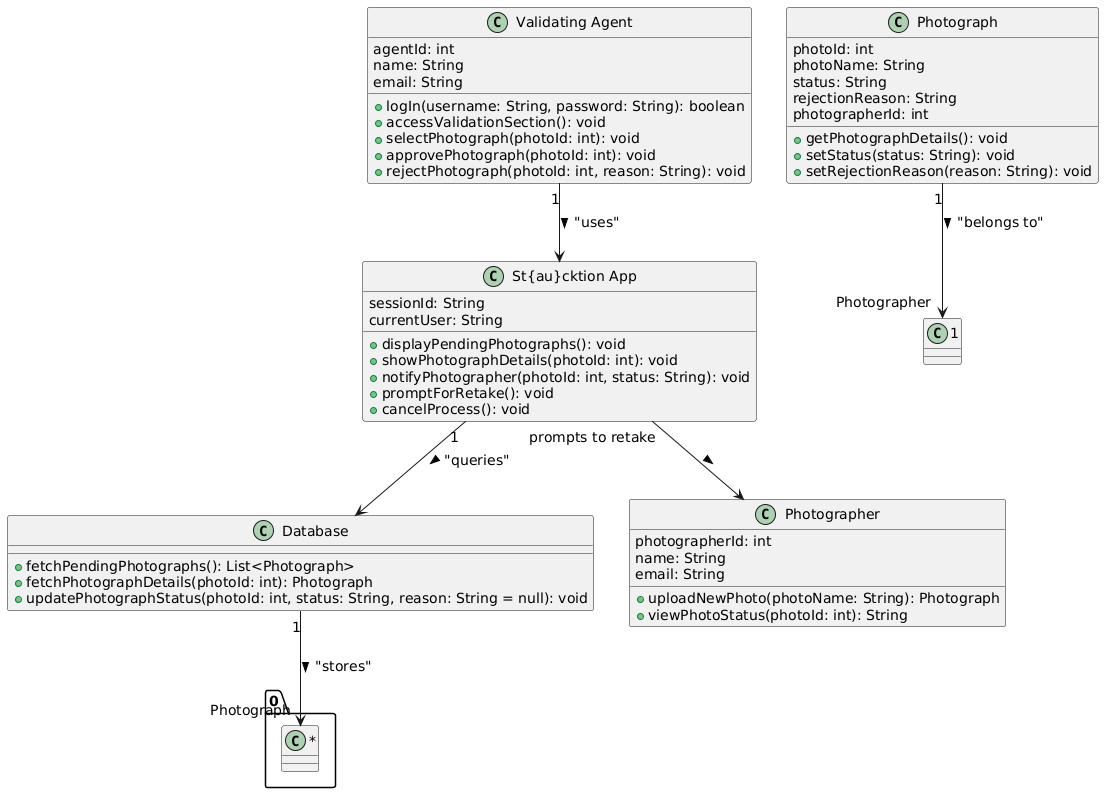 Validating Agent
agentId: int
name: String
email: String
logIn(username: String, password: String): boolean
accessValidationSection(): void
selectPhotograph(photoId: int): void
approvePhotograph(photoId: int): void
rejectPhotograph(photoId: int, reason: String): void
Photograph
photoId: int
photoName: String
status: String
rejectionReason: String
photographerId: int
getPhotographDetails(): void
setStatus(status: String): void
setRejectionReason(reason: String): void
1
"uses"
1
"belongs to"
St{au}cktion App
sessionId: String
currentUser: String
displayPendingPhotographs(): void
showPhotographDetails(photoId: int): void
notifyPhotographer(photoId: int, status: String): void
promptForRetake(): void
cancelProcess(): void
Photographer
C 1
1
"queries"
prompts to retake
Database
fetchPendingPhotographs(): List<Photograph>
fetchPhotographDetails(photoId: int): Photograph
updatePhotographStatus(photoId: int, status: String, reason: String = null): void
Photographer
photographerId: int
name: String
email: String
uploadNewPhoto(photoName: String): Photograph
viewPhotoStatus(photoId: int): String
1
"stores"
0
Photograph
C *